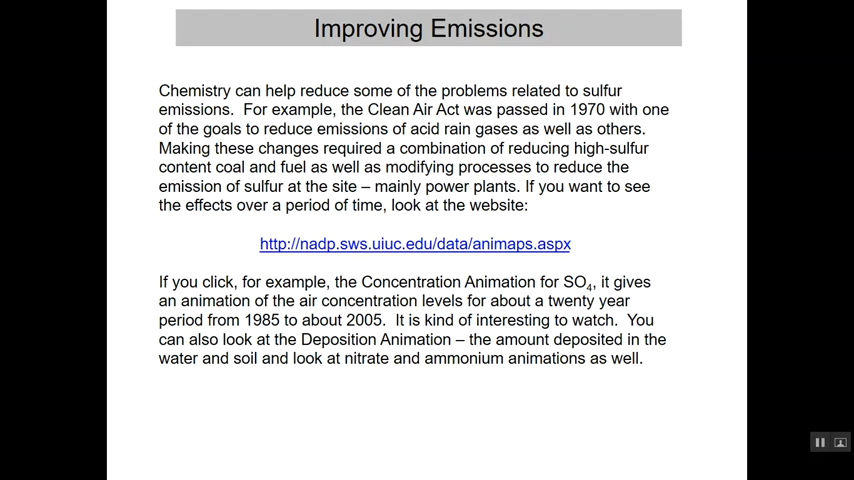 Improving Emissions
Chemistry can help reduce some of the problems related to sulfur
emissions.  For example, the Clean Air Act was passed in 1970 with one
of the goals to reduce emissions of acid rain gases as well as others.
Making these changes required a combination of reducing high-sulfur
content coal and fuel as well as modifying processes to reduce the
emission of sulfur at the site – mainly power plants. If you want to see
the effects over a period of time, look at the website:
http://nadp.sws.uiuc.edu/data/animaps.aspx
If you click, for example, the Concentration Animation for SO₄, it gives
an animation of the air concentration levels for about a twenty year
period from 1985 to about 2005.  It is kind of interesting to watch.  You
can also look at the Deposition Animation – the amount deposited in the
water and soil and look at nitrate and ammonium animations as well.